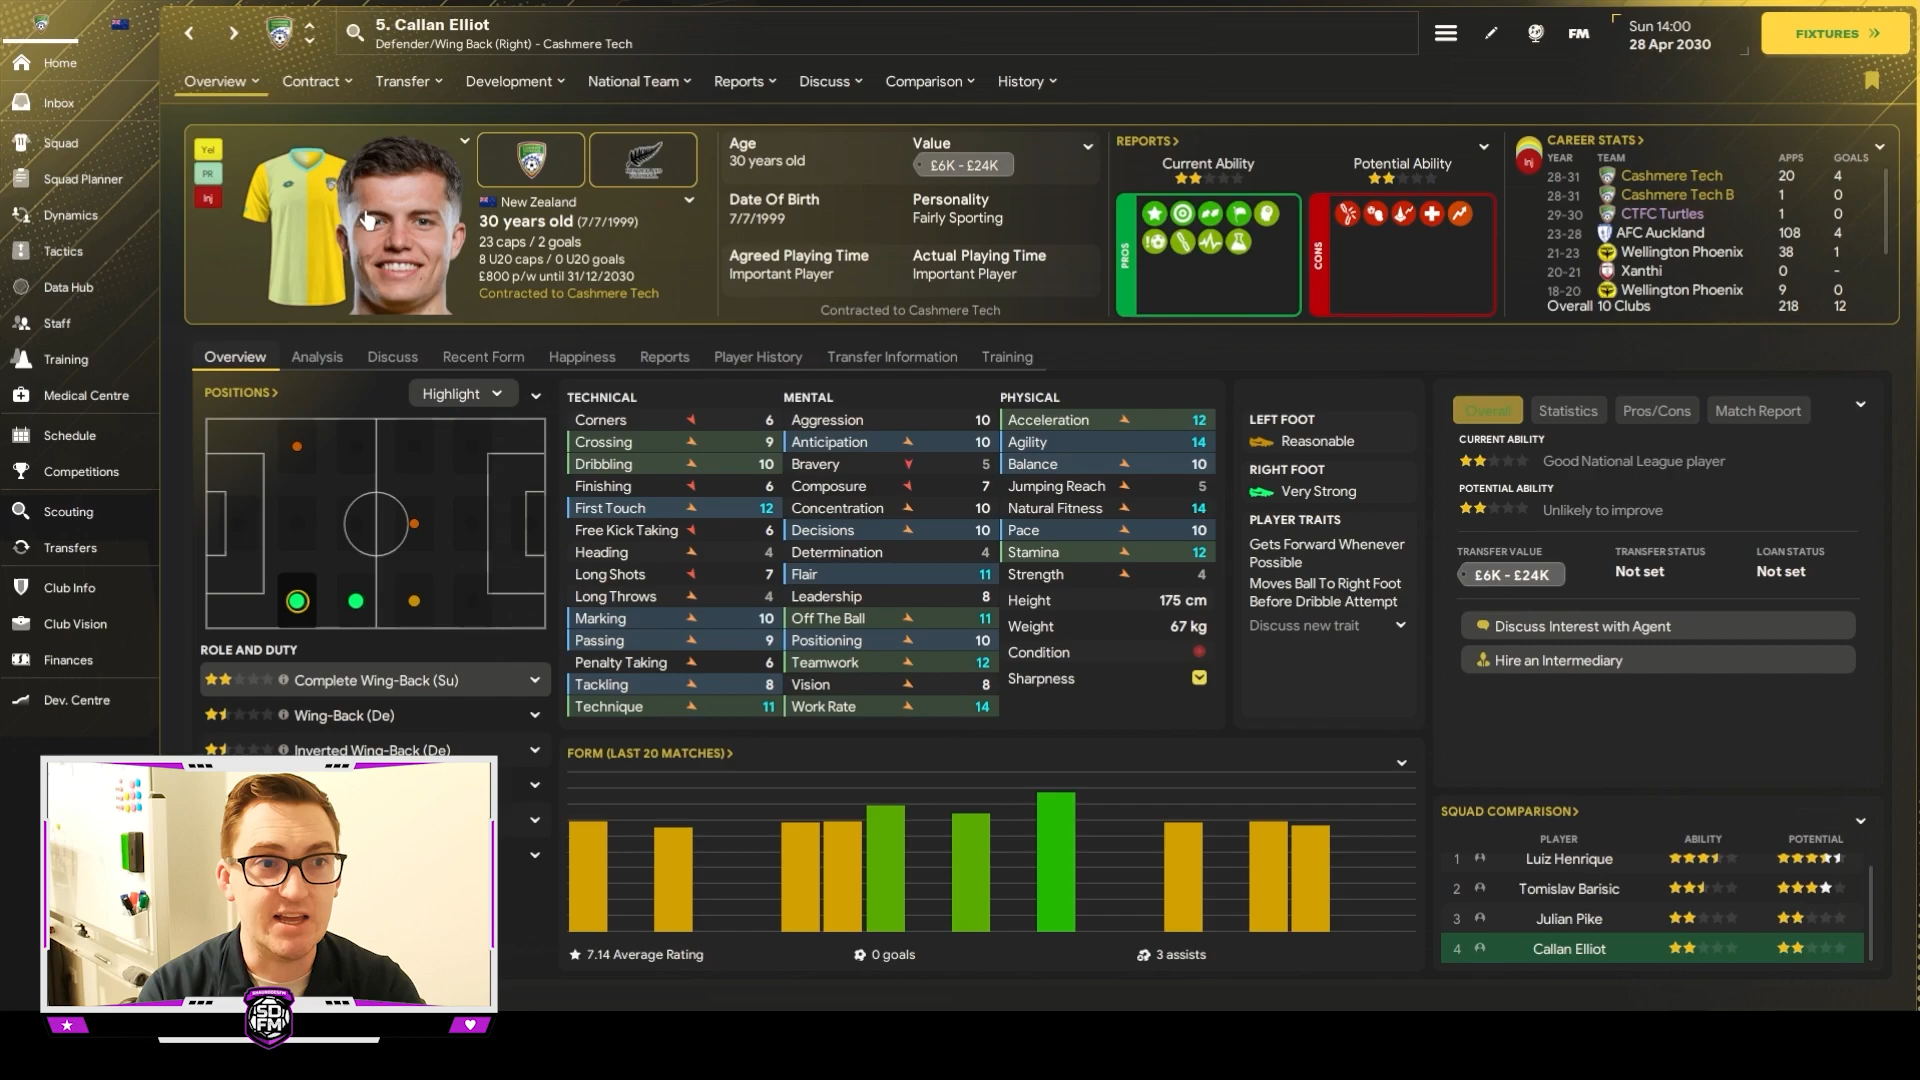 5. Callan Elliot
Defender/Wing Back (Right) - Cashmere Tech
FM
Sun 14:00
28 Apr 2030
FIXTURES
Home
Inbox
Squad
Squad Planner
Dynamics
Tactics
Data Hub
Staff
Training
Medical Centre
Schedule
Competitions
Scouting
Transfers
Club Info
Club Vision
Finances
Dev. Centre
Overview Contract Transfer Development National Team Reports Discuss Comparison History
Yel
PR
Inj
New Zealand
30 years old (7/7/1999)
23 caps / 2 goals
8 U20 caps / 0 U20 goals
£800 p/w until 31/12/2030
Contracted to Cashmere Tech
Age
30 years old
Value
£6K - £24K
Date Of Birth
7/7/1999
Personality
Fairly Sporting
Agreed Playing Time
Important Player
Actual Playing Time
Important Player
Contracted to Cashmere Tech
REPORTS
Current Ability
Potential Ability
PROS
CONS
Inj
CAREER STATS
YEAR TEAM APPS GOALS
28-31 Cashmere Tech 20 4
28-31 Cashmere Tech B 1 0
29-30 CTFC Turtles 1 0
23-28 AFC Auckland 108 4
21-23 Wellington Phoenix 38 1
20-21 Xanthi 0 -
18-20 Wellington Phoenix 9 0
Overall 10 Clubs 218 12
Overview Analysis Discuss Recent Form Happiness Reports Player History Transfer Information Training
POSITIONS
Highlight
ROLE AND DUTY
Complete Wing-Back (Su)
Wing-Back (De)
Inverted Wing-Back (De)
TECHNICAL
Corners 6
Crossing 9
Dribbling 10
Finishing 6
First Touch 12
Free Kick Taking 6
Heading 4
Long Shots 7
Long Throws 4
Marking 10
Passing 9
Penalty Taking 6
Tackling 8
Technique 11
MENTAL
Aggression 10
Anticipation 10
Bravery 5
Composure 7
Concentration 10
Decisions 10
Determination 4
Flair 11
Leadership 8
Off The Ball 11
Positioning 10
Teamwork 12
Vision 8
Work Rate 14
PHYSICAL
Acceleration 12
Agility 14
Balance 10
Jumping Reach 5
Natural Fitness 14
Pace 10
Stamina 12
Strength 4
Height 175 cm
Weight 67 kg
Condition
Sharpness
LEFT FOOT
Reasonable
RIGHT FOOT
Very Strong
PLAYER TRAITS
Gets Forward Whenever
Possible
Moves Ball To Right Foot
Before Dribble Attempt
Discuss new trait
Overall Statistics Pros/Cons Match Report
CURRENT ABILITY
Good National League player
POTENTIAL ABILITY
Unlikely to improve
TRANSFER VALUE
£6K - £24K
TRANSFER STATUS
Not set
LOAN STATUS
Not set
Discuss Interest with Agent
Hire an Intermediary
FORM (LAST 20 MATCHES)
7.14 Average Rating
0 goals
3 assists
SQUAD COMPARISON
PLAYER ABILITY POTENTIAL
1 Luiz Henrique
2 Tomislav Barisic
3 Julian Pike
4 Callan Elliot
SD
FM